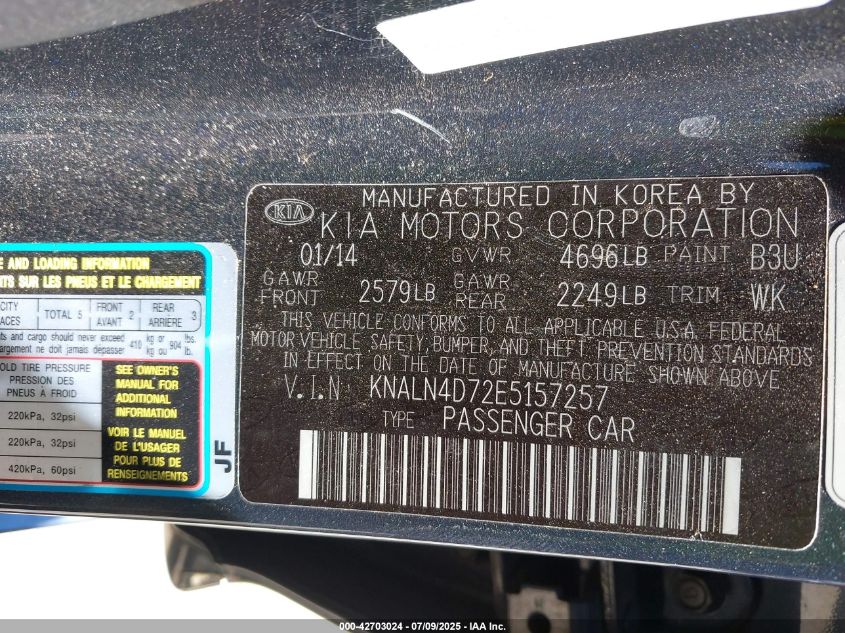 MANUFACTURED IN KOREA BY
KIA KIA MOTORS CORPORATION
01/14 GVWR 4696LB PAINT B3U
GAWR FRONT 2579LB GAWR REAR 2249LB TRIM WK
THIS VEHICLE CONFORMS TO ALL APPLICABLE U.S.A. FEDERAL
MOTOR VEHICLE SAFETY, BUMPER, AND THEFT PREVENTION STANDARDS
IN EFFECT ON THE DATE OF MANUFACTURE SHOWN ABOVE.
V.I.N KNALN4D72E5157257
TYPE PASSENGER CAR
E AND LOADING INFORMATION
NTS SUR LES PNEUS ET LE CHARGEMENT
CITY TOTAL 5 FRONT 2 REAR 3
ACES AVANT ARRIÈRE
nts and cargo should never exceed 410 kg or 904 lbs.
argement ne doit jamais depasser kg ou lb.
OLD TIRE PRESSURE
PRESSION DES
PNEUS À FROID
220kPa, 32psi
220kPa, 32psi
420kPa, 60psi
SEE OWNER'S
MANUAL FOR
ADDITIONAL
INFORMATION
VOIR LE MANUEL
DE L'USAGER
POUR PLUS DE
RENSEIGNEMENTS
JF
000-42703024 - 07/09/2025 - IAA Inc.